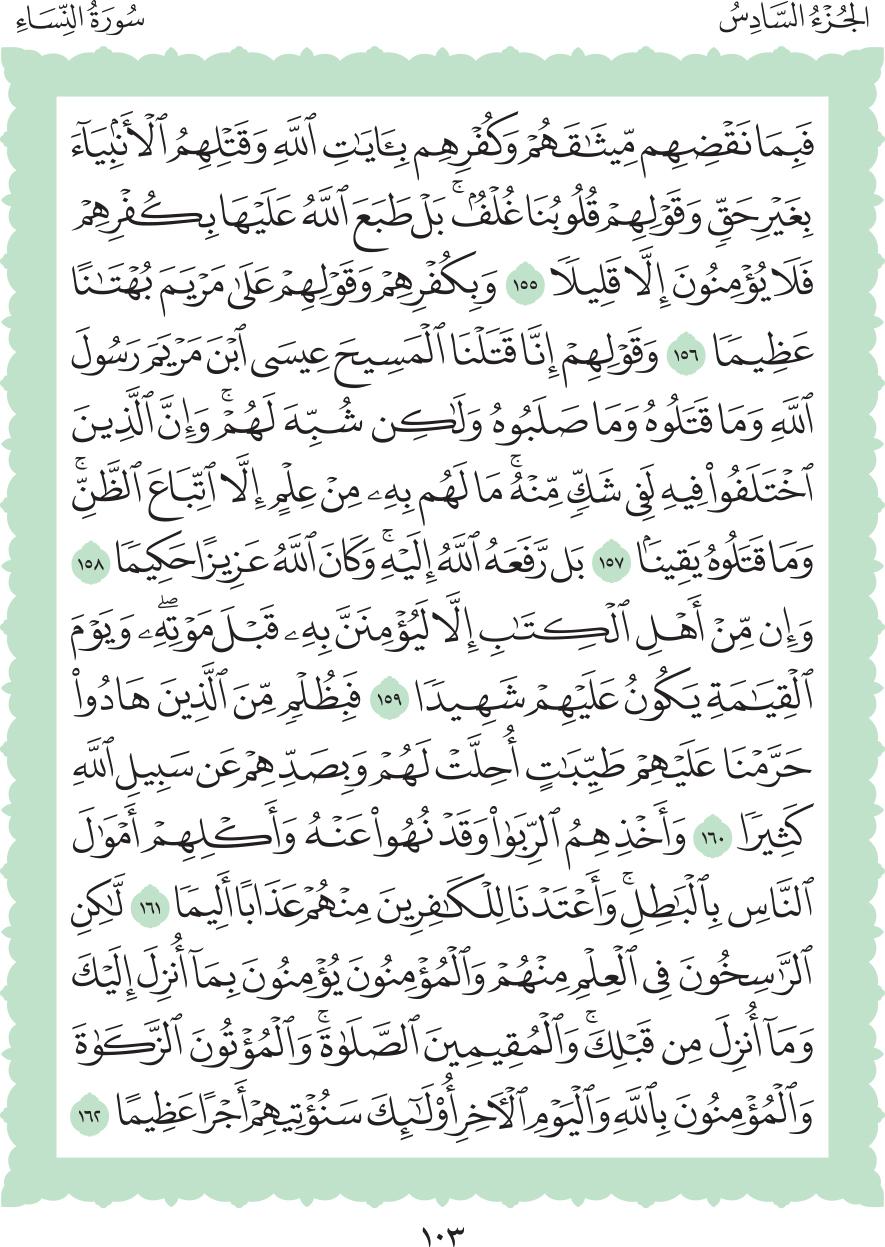 الجُزْءُ السَّادِسُ
سُورَةُ النِّسَاءِ
فَبِمَا نَقْضِهِم مِّيثَٰقَهُمْ وَكُفْرِهِم بِـَٔايَٰتِ ٱللَّهِ وَقَتْلِهِمُ ٱلْأَنۢبِيَآءَ
بِغَيْرِ حَقٍّ وَقَوْلِهِمْ قُلُوبُنَا غُلْفُۢ ۚ بَلْ طَبَعَ ٱللَّهُ عَلَيْهَا بِكُفْرِهِمْ
فَلَا يُؤْمِنُونَ إِلَّا قَلِيلًا ١٥٥ وَبِكُفْرِهِمْ وَقَوْلِهِمْ عَلَىٰ مَرْيَمَ بُهْتَٰنًا
عَظِيمًا ١٥٦ وَقَوْلِهِمْ إِنَّا قَتَلْنَا ٱلْمَسِيحَ عِيسَى ٱبْنَ مَرْيَمَ رَسُولَ
ٱللَّهِ وَمَا قَتَلُوهُ وَمَا صَلَبُوهُ وَلَٰكِن شُبِّهَ لَهُمْ ۚ وَإِنَّ ٱلَّذِينَ
ٱخْتَلَفُوا۟ فِيهِ لَفِى شَكٍّ مِّنْهُ ۚ مَا لَهُم بِهِۦ مِنْ عِلْمٍ إِلَّا ٱتِّبَاعَ ٱلظَّنِّ ۚ
وَمَا قَتَلُوهُ يَقِينًۢا ١٥٧ بَل رَّفَعَهُ ٱللَّهُ إِلَيْهِ ۚ وَكَانَ ٱللَّهُ عَزِيزًا حَكِيمًا ١٥٨
وَإِن مِّنْ أَهْلِ ٱلْكِتَٰبِ إِلَّا لَيُؤْمِنَنَّ بِهِۦ قَبْلَ مَوْتِهِۦ ۖ وَيَوْمَ
ٱلْقِيَٰمَةِ يَكُونُ عَلَيْهِمْ شَهِيدًا ١٥٩ فَبِظُلْمٍ مِّنَ ٱلَّذِينَ هَادُوا۟
حَرَّمْنَا عَلَيْهِمْ طَيِّبَٰتٍ أُحِلَّتْ لَهُمْ وَبِصَدِّهِمْ عَن سَبِيلِ ٱللَّهِ
كَثِيرًا ١٦٠ وَأَخْذِهِمُ ٱلرِّبَوٰا۟ وَقَدْ نُهُوا۟ عَنْهُ وَأَكْلِهِمْ أَمْوَٰلَ
ٱلنَّاسِ بِٱلْبَٰطِلِ ۚ وَأَعْتَدْنَا لِلْكَٰفِرِينَ مِنْهُمْ عَذَابًا أَلِيمًا ١٦١ لَّٰكِنِ
ٱلرَّٰسِخُونَ فِى ٱلْعِلْمِ مِنْهُمْ وَٱلْمُؤْمِنُونَ يُؤْمِنُونَ بِمَآ أُنزِلَ إِلَيْكَ
وَمَآ أُنزِلَ مِن قَبْلِكَ ۚ وَٱلْمُقِيمِينَ ٱلصَّلَوٰةَ ۚ وَٱلْمُؤْتُونَ ٱلزَّكَوٰةَ
وَٱلْمُؤْمِنُونَ بِٱللَّهِ وَٱلْيَوْمِ ٱلْـَٔاخِرِ أُو۟لَٰٓئِكَ سَنُؤْتِيهِمْ أَجْرًا عَظِيمًا ١٦٢
١٠٣